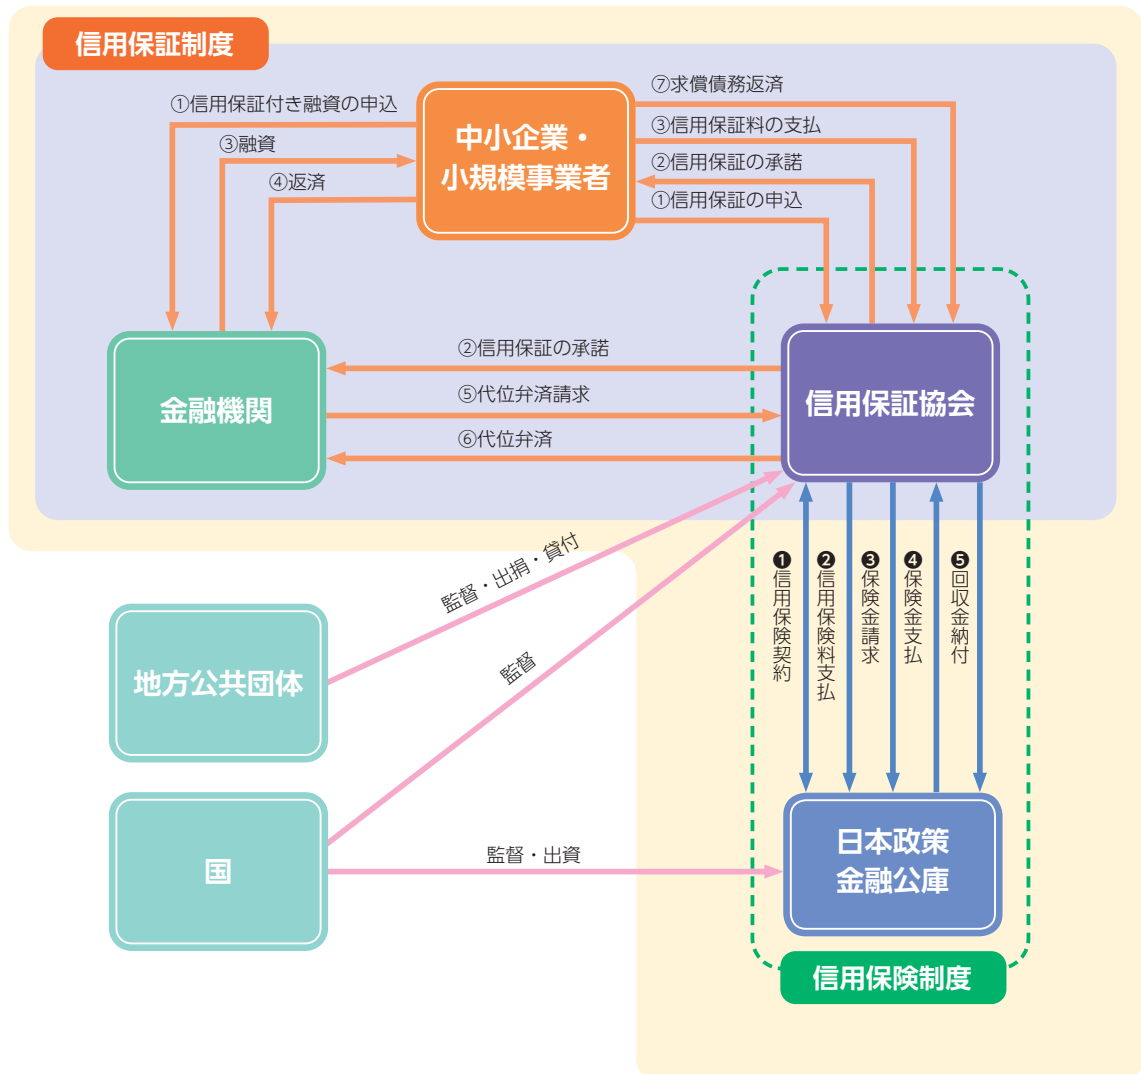 信用保証制度
①信用保証付き融資の申込
③融資
④返済
中小企業・
小規模事業者
⑦求償債務返済
③信用保証料の支払
②信用保証の承諾
①信用保証の申込
金融機関
②信用保証の承諾
⑤代位弁済請求
⑥代位弁済
信用保証協会
監督・出捐・貸付
監督
❶信用保険契約
❷信用保険料支払
❸保険金請求
❹保険金支払
❺回収金納付
地方公共団体
国
監督・出資
日本政策
金融公庫
信用保険制度